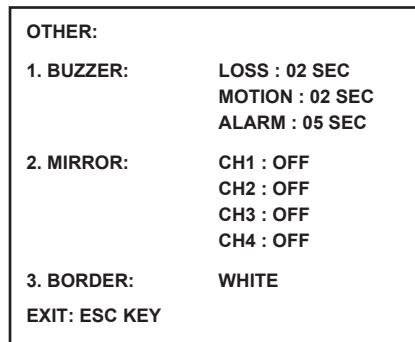 OTHER:
1. BUZZER: LOSS : 02 SEC
MOTION : 02 SEC
ALARM : 05 SEC
2. MIRROR: CH1 : OFF
CH2 : OFF
CH3 : OFF
CH4 : OFF
3. BORDER: WHITE
EXIT: ESC KEY